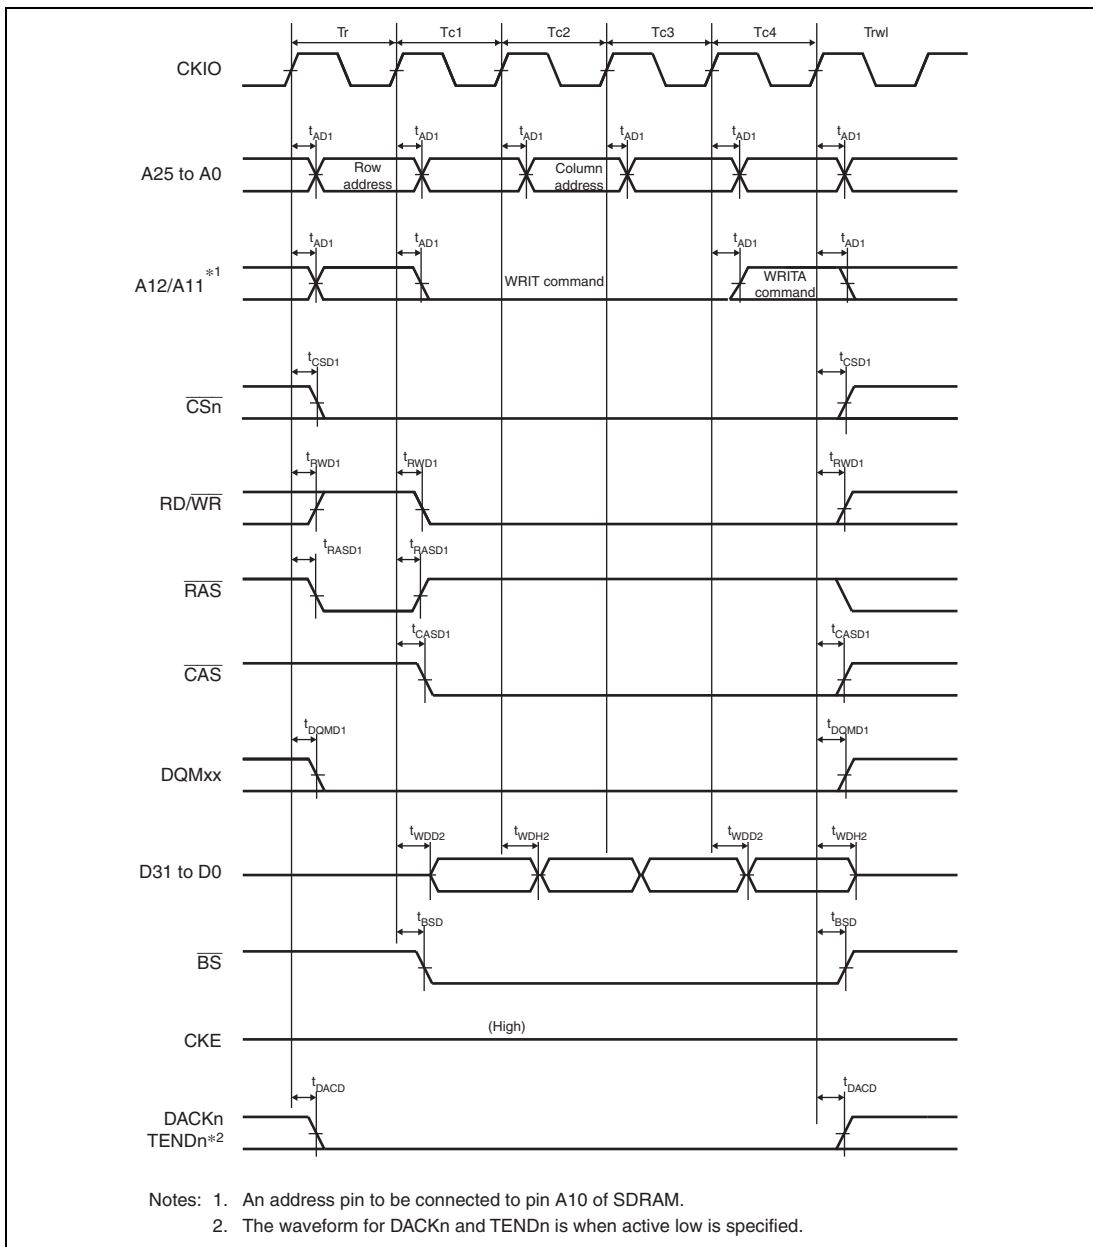 Tr Tc1 Tc2 Tc3 Tc4 Trwl
CKIO
tAD1 tAD1 tAD1 tAD1 tAD1 tAD1
A25 to A0
Row address
Column address
tAD1 tAD1 tAD1 tAD1
A12/A11*1
WRIT command
WRITA command
tCSD1 tCSD1
CSn
tRWD1 tRWD1 tRWD1
RD/WR
tRASD1 tRASD1
RAS
tCASD1 tCASD1
CAS
tDQMD1 tDQMD1
DQMxx
tWDD2 tWDH2 tWDD2 tWDH2
D31 to D0
tBSD tBSD
BS
(High)
CKE
tDACD tDACD
DACKn
TENDn*2
Notes: 1. An address pin to be connected to pin A10 of SDRAM.
2. The waveform for DACKn and TENDn is when active low is specified.